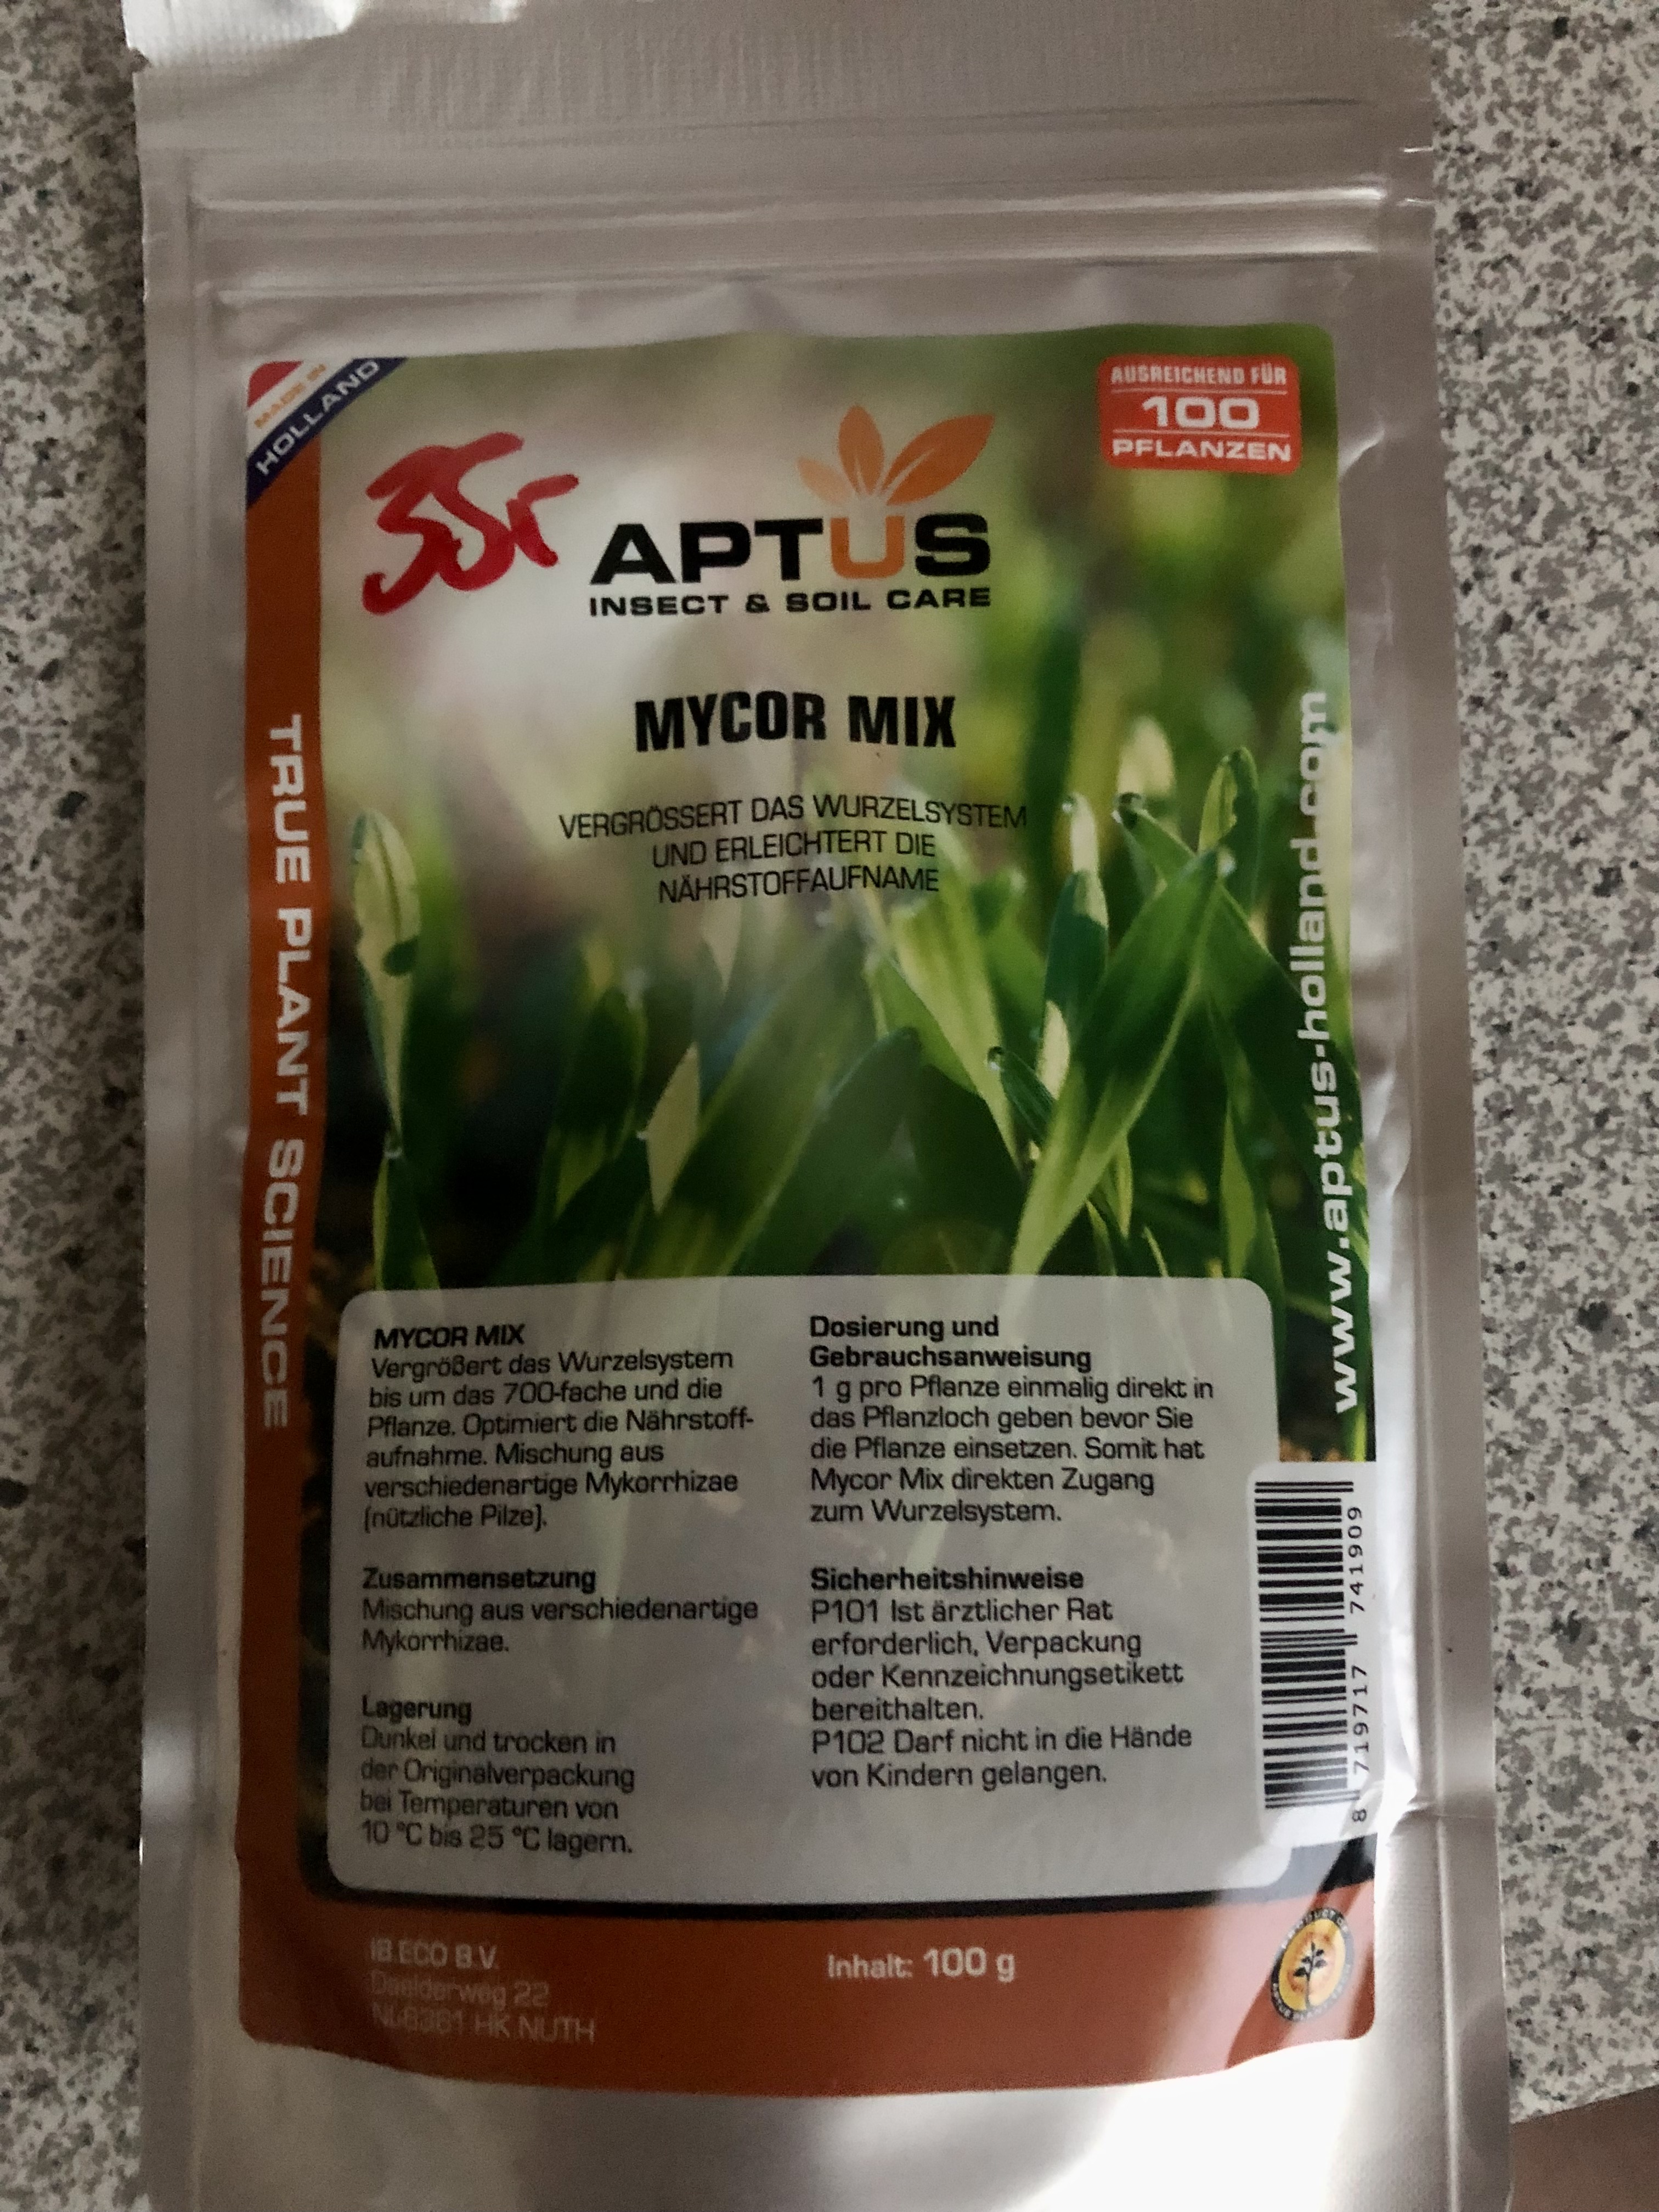 MADE IN
HOLLAND
AUSREICHEND FÜR
100
PFLANZEN
35r
APTUS
INSECT & SOIL CARE
MYCOR MIX
VERGRÖSSERT DAS WURZELSYSTEM
UND ERLEICHTERT DIE
NÄHRSTOFFAUFNAME
TRUE PLANT SCIENCE
www.aptus-holland.com
MYCOR MIX
Vergrößert das Wurzelsystem
bis um das 700-fache und die
Pflanze. Optimiert die Nährstoff-
aufnahme. Mischung aus
verschiedenartige Mykorrhizae
(nützliche Pilze).
Zusammensetzung
Mischung aus verschiedenartige
Mykorrhizae.
Lagerung
Dunkel und trocken in
der Originalverpackung
bei Temperaturen von
10 °C bis 25 °C lagern.
Dosierung und
Gebrauchsanweisung
1 g pro Pflanze einmalig direkt in
das Pflanzloch geben bevor Sie
die Pflanze einsetzen. Somit hat
Mycor Mix direkten Zugang
zum Wurzelsystem.
Sicherheitshinweise
P101 Ist ärztlicher Rat
erforderlich, Verpackung
oder Kennzeichnungsetikett
bereithalten.
P102 Darf nicht in die Hände
von Kindern gelangen.
8 719717 741909
IB.ECO B.V.
Daelderweg 22
NL-6361 HK NUTH
Inhalt: 100 g